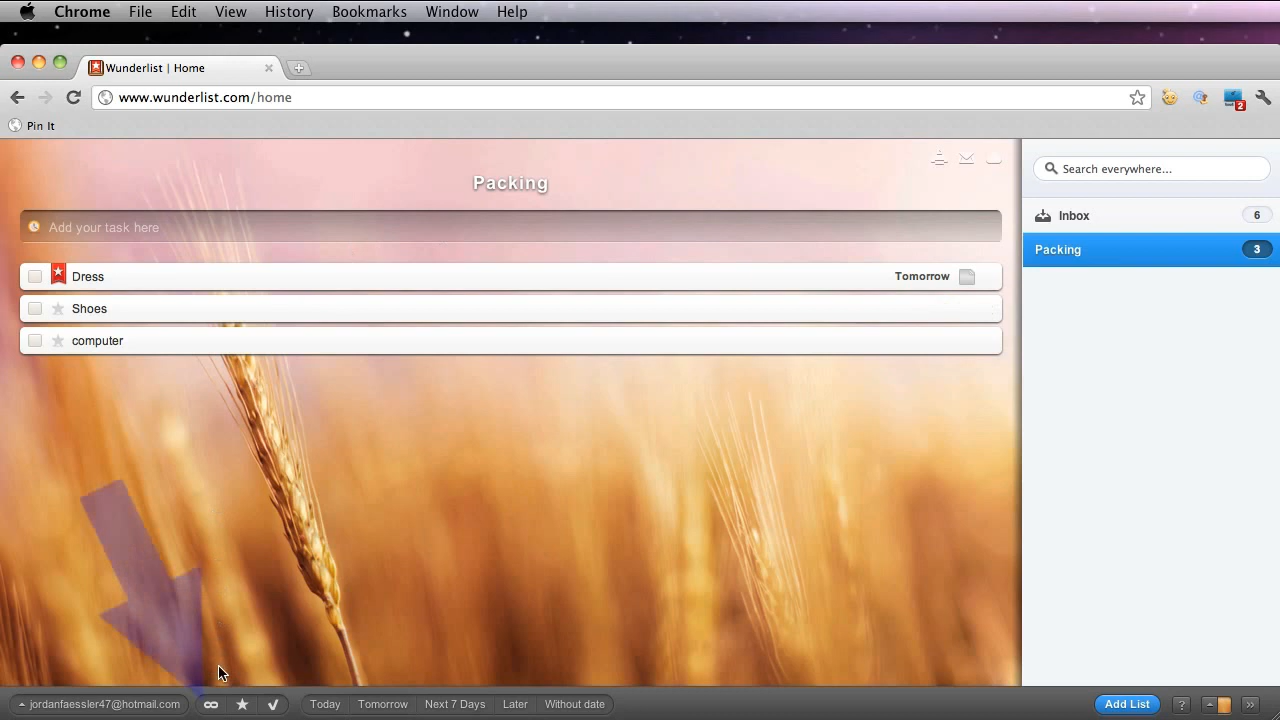 Chrome File Edit View History Bookmarks Window Help
Wunderlist | Home
www.wunderlist.com/home
2
Pin It
Packing
Search everywhere...
Add your task here
Inbox 6
Packing 3
Dress Tomorrow
Shoes
computer
jordanfaessler47@hotmail.com Today Tomorrow Next 7 Days Later Without date Add List ? »